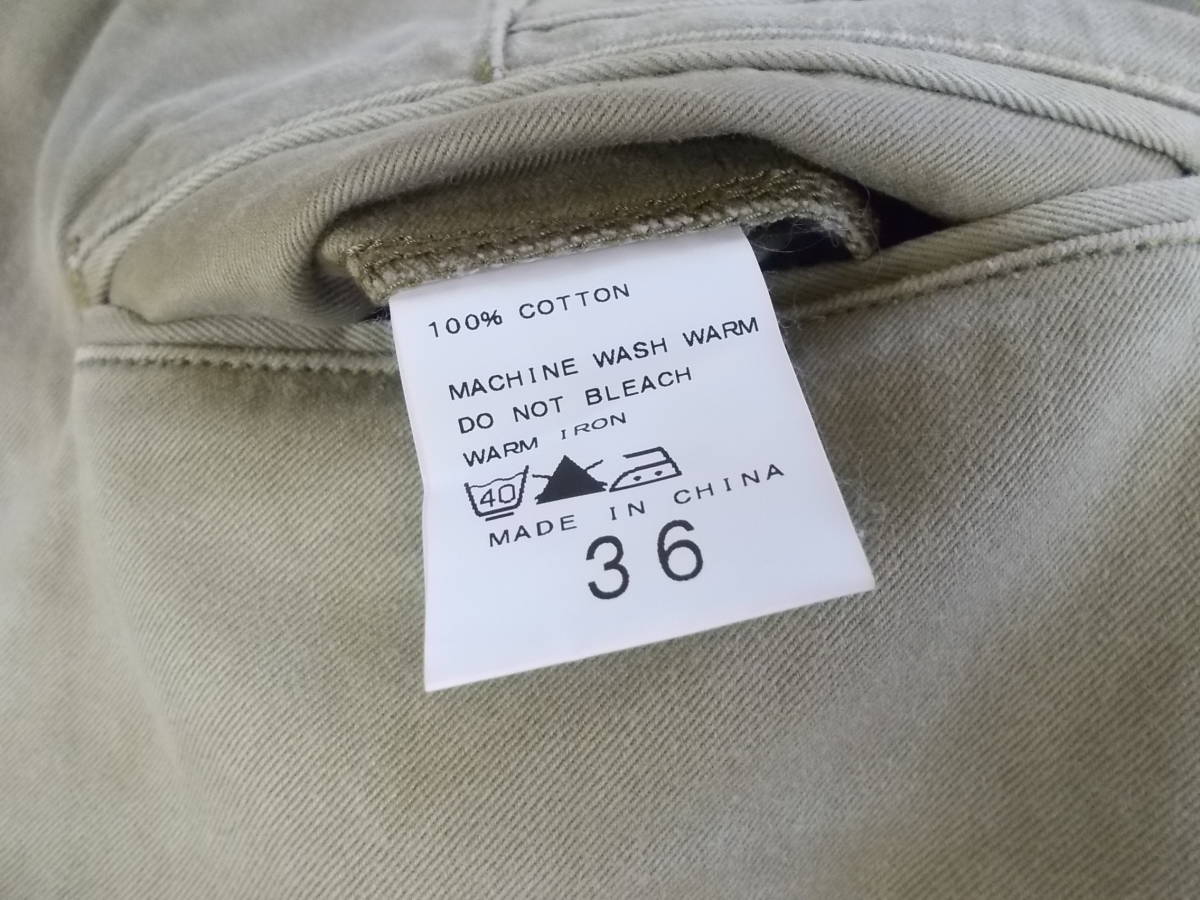 100% COTTON
MACHINE WASH WARM
DO NOT BLEACH
WARM IRON
40
MADE IN CHINA
36